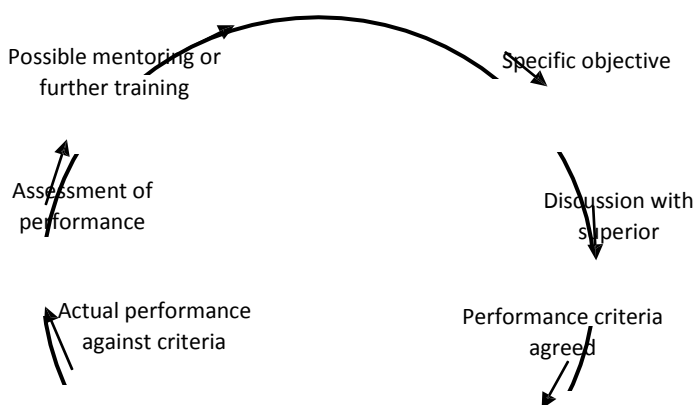 Possible mentoring or
further training
Specific objective
Assessment of
performance
Discussion with
superior
Actual performance
against criteria
Performance criteria
agreed